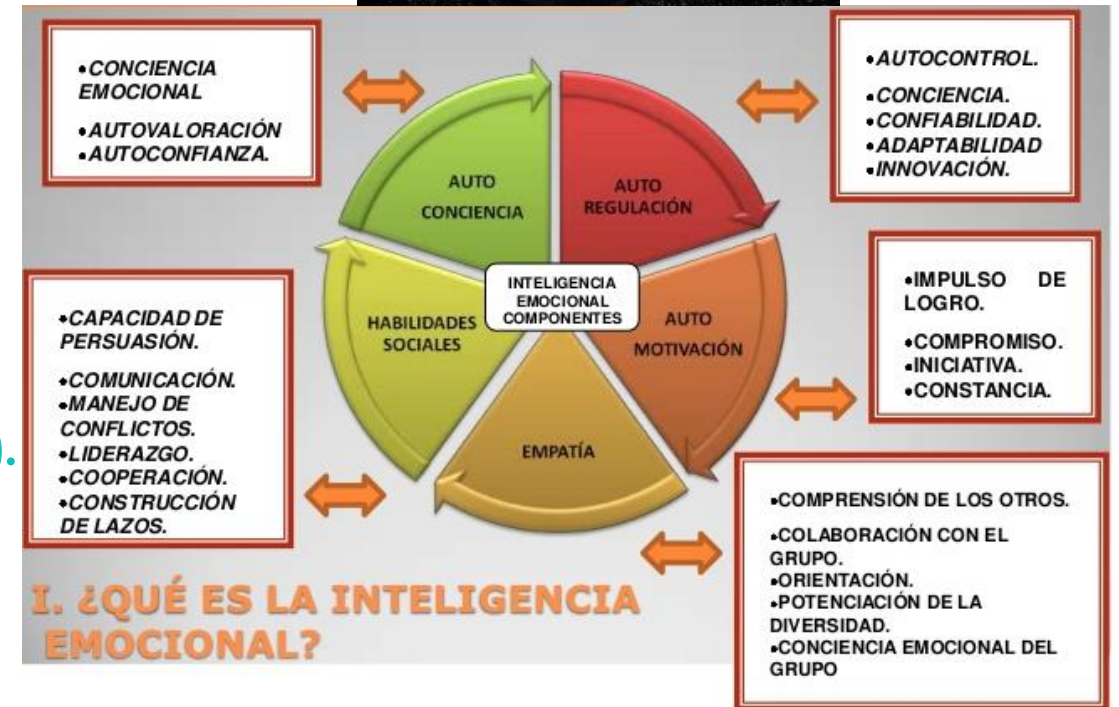 •CONCIENCIA
EMOCIONAL
•AUTOVALORACIÓN
•AUTOCONFIANZA.
•AUTOCONTROL.
•CONCIENCIA.
•CONFIABILIDAD.
•ADAPTABILIDAD
•INNOVACIÓN.
AUTO
CONCIENCIA
AUTO
REGULACIÓN
INTELIGENCIA
EMOCIONAL
COMPONENTES
HABILIDADES
SOCIALES
AUTO
MOTIVACIÓN
EMPATÍA
•IMPULSO DE
LOGRO.
•COMPROMISO.
•INICIATIVA.
•CONSTANCIA.
•CAPACIDAD DE
PERSUASIÓN.
•COMUNICACIÓN.
•MANEJO DE
CONFLICTOS.
•LIDERAZGO.
•COOPERACIÓN.
•CONSTRUCCIÓN
DE LAZOS.
).
•COMPRENSIÓN DE LOS OTROS.
•COLABORACIÓN CON EL
GRUPO.
•ORIENTACIÓN.
•POTENCIACIÓN DE LA
DIVERSIDAD.
•CONCIENCIA EMOCIONAL DEL
GRUPO
I. ¿QUÉ ES LA INTELIGENCIA
EMOCIONAL?